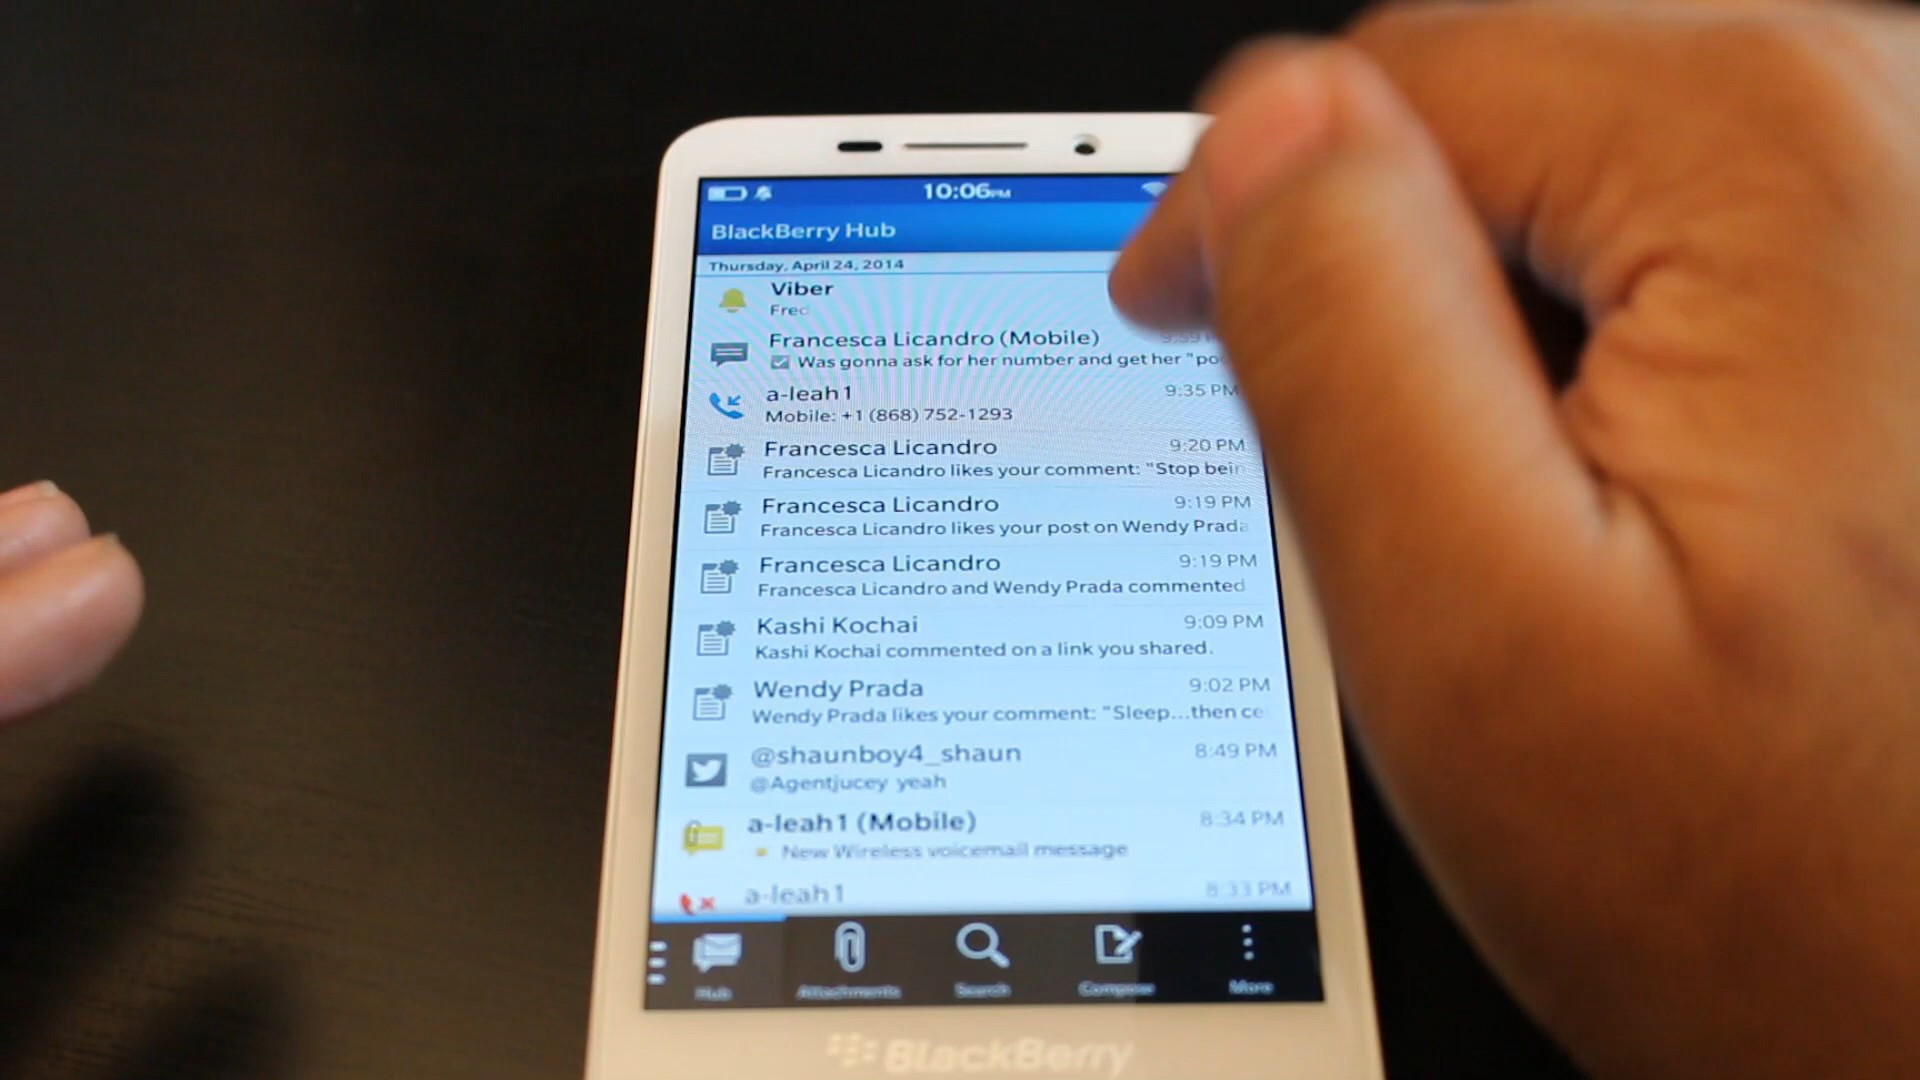 10:06PM
BlackBerry Hub
Thursday, April 24, 2014
Viber
Fred
Francesca Licandro (Mobile) 9:59
Was gonna ask for her number and get her "po
a-leah1 9:35 PM
Mobile: +1 (868) 752-1293
Francesca Licandro 9:20 PM
Francesca Licandro likes your comment: "Stop bein
Francesca Licandro 9:19 PM
Francesca Licandro likes your post on Wendy Prada
Francesca Licandro 9:19 PM
Francesca Licandro and Wendy Prada commented
Kashi Kochai 9:09 PM
Kashi Kochai commented on a link you shared.
Wendy Prada 9:02 PM
Wendy Prada likes your comment: "Sleep...then ce
@shaunboy4_shaun 8:49 PM
@Agentjucey yeah
a-leah1 (Mobile) 8:34 PM
New Wireless voicemail message
a-leah1 8:33 PM
Hub Attachments Search Compose More
BlackBerry